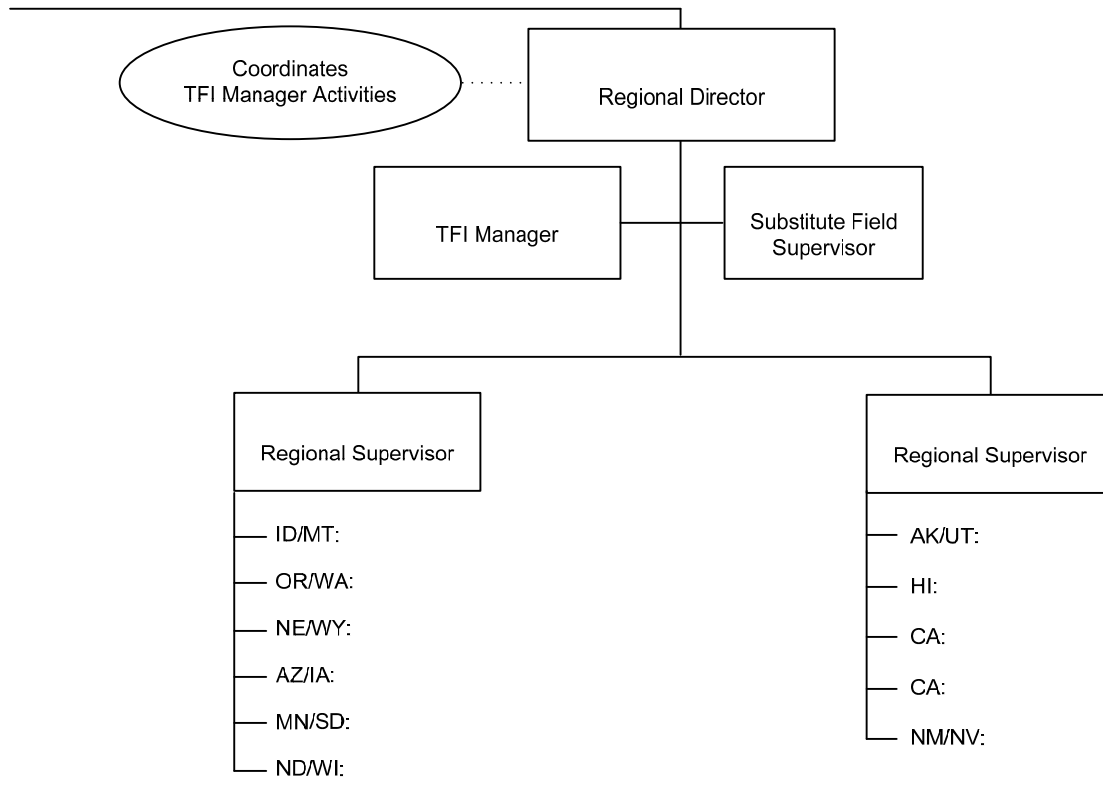 Coordinates
TFI Manager Activities
Regional Director
TFI Manager
Substitute Field
Supervisor
Regional Supervisor
ID/MT:
OR/WA:
NE/WY:
AZ/IA:
MN/SD:
ND/WI:
Regional Supervisor
AK/UT:
HI:
CA:
CA:
NM/NV: